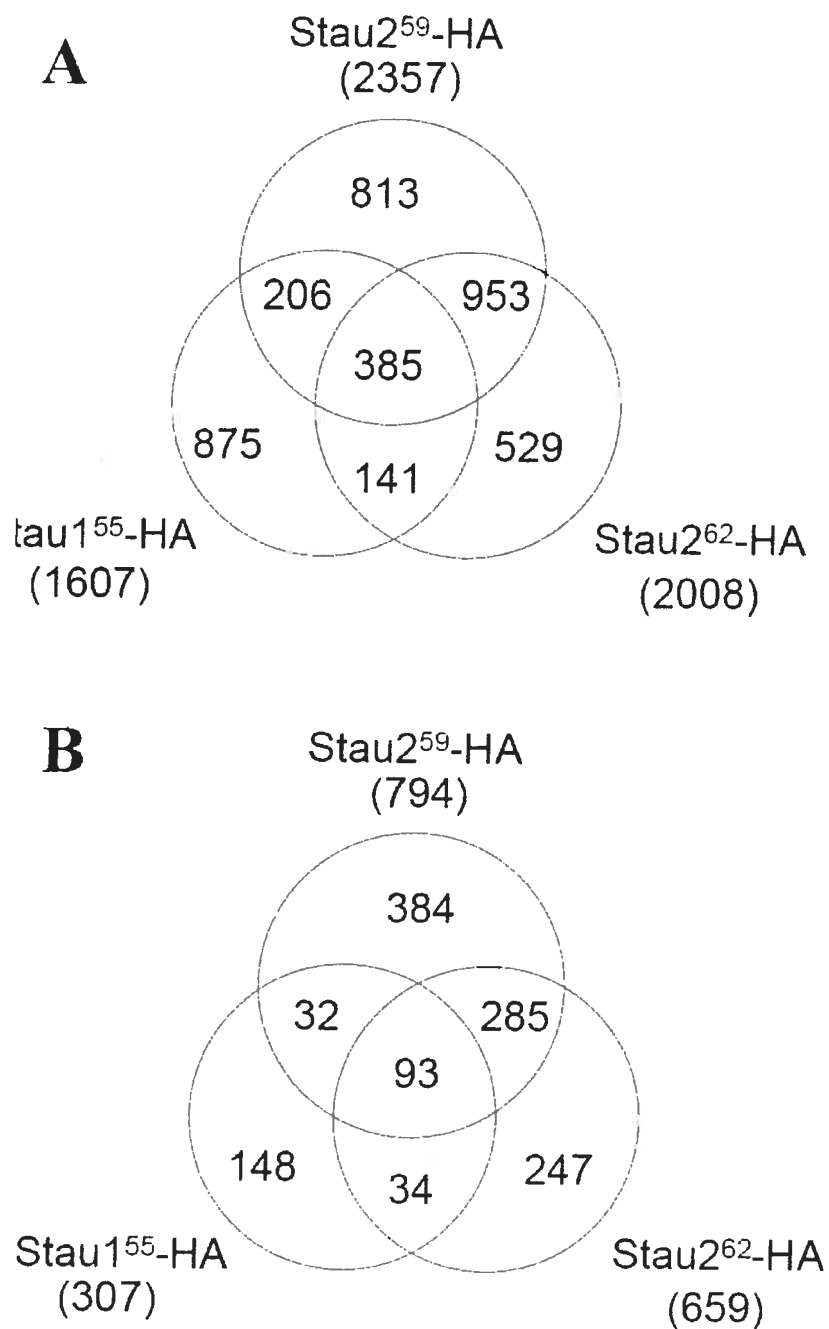 A
Stau2⁵⁹-HA
(2357)
813
206
953
385
875
141
529
tau1⁵⁵-HA
(1607)
Stau2⁶²-HA
(2008)
B
Stau2⁵⁹-HA
(794)
384
32
285
93
148
34
247
Stau1⁵⁵-HA
(307)
Stau2⁶²-HA
(659)